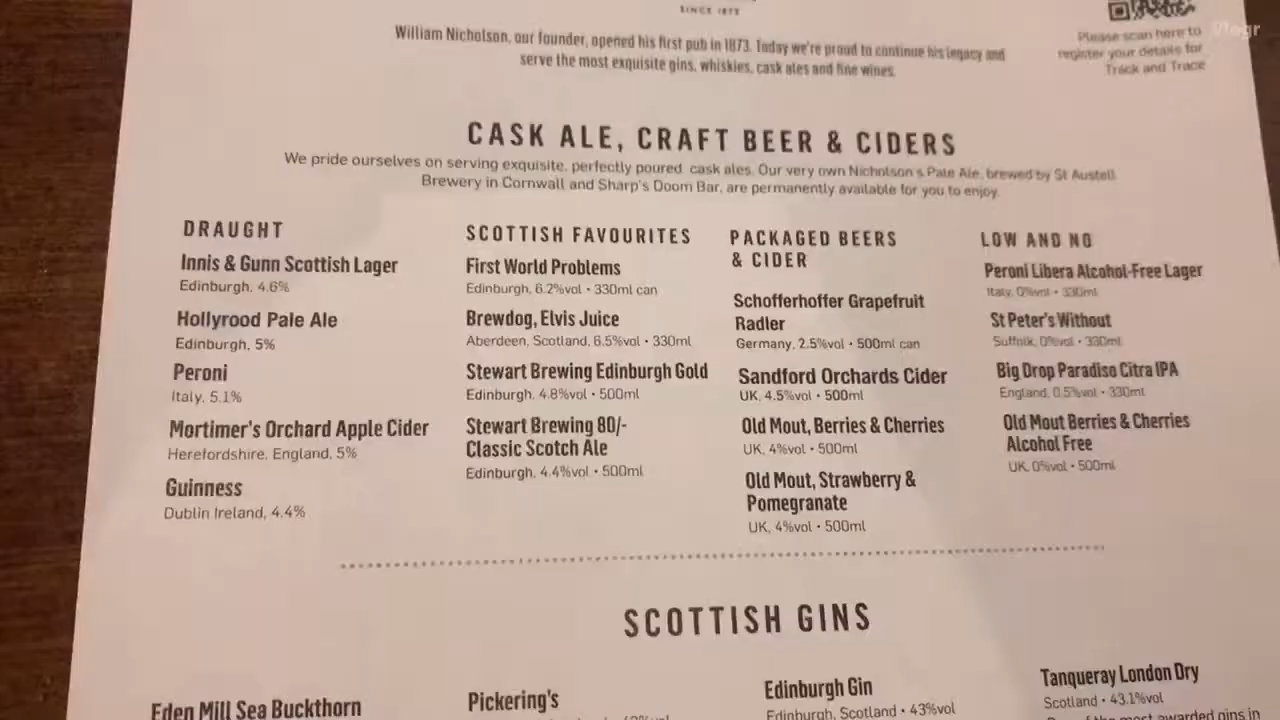 SINCE 1873
William Nicholson, our founder, opened his first pub in 1873. Today we're proud to continue his legacy and
serve the most exquisite gins, whiskies, cask ales and fine wines.
Please scan here to
register your details for
Track and Trace
Vlogr
CASK ALE, CRAFT BEER & CIDERS
We pride ourselves on serving exquisite, perfectly poured cask ales. Our very own Nicholson's Pale Ale, brewed by St Austell
Brewery in Cornwall and Sharp's Doom Bar, are permanently available for you to enjoy.
DRAUGHT
Innis & Gunn Scottish Lager
Edinburgh, 4.6%
Hollyrood Pale Ale
Edinburgh, 5%
Peroni
Italy, 5.1%
Mortimer's Orchard Apple Cider
Herefordshire, England, 5%
Guinness
Dublin Ireland, 4.4%
SCOTTISH FAVOURITES
First World Problems
Edinburgh, 6.2%vol • 330ml can
Brewdog, Elvis Juice
Aberdeen, Scotland, 6.5%vol • 330ml
Stewart Brewing Edinburgh Gold
Edinburgh, 4.8%vol • 500ml
Stewart Brewing 80/-
Classic Scotch Ale
Edinburgh, 4.4%vol • 500ml
PACKAGED BEERS
& CIDER
Schofferhoffer Grapefruit
Radler
Germany, 2.5%vol • 500ml can
Sandford Orchards Cider
UK, 4.5%vol • 500ml
Old Mout, Berries & Cherries
UK, 4%vol • 500ml
Old Mout, Strawberry &
Pomegranate
UK, 4%vol • 500ml
LOW AND NO
Peroni Libera Alcohol-Free Lager
Italy, 0%vol • 330ml
St Peter's Without
Suffolk, 0%vol • 330ml
Big Drop Paradiso Citra IPA
England, 0.5%vol • 330ml
Old Mout Berries & Cherries
Alcohol Free
UK, 0%vol • 500ml
SCOTTISH GINS
Eden Mill Sea Buckthorn
Pickering's
Edinburgh Gin
Edinburgh, Scotland • 43%vol
Tanqueray London Dry
Scotland • 43.1%vol
most awarded gins in